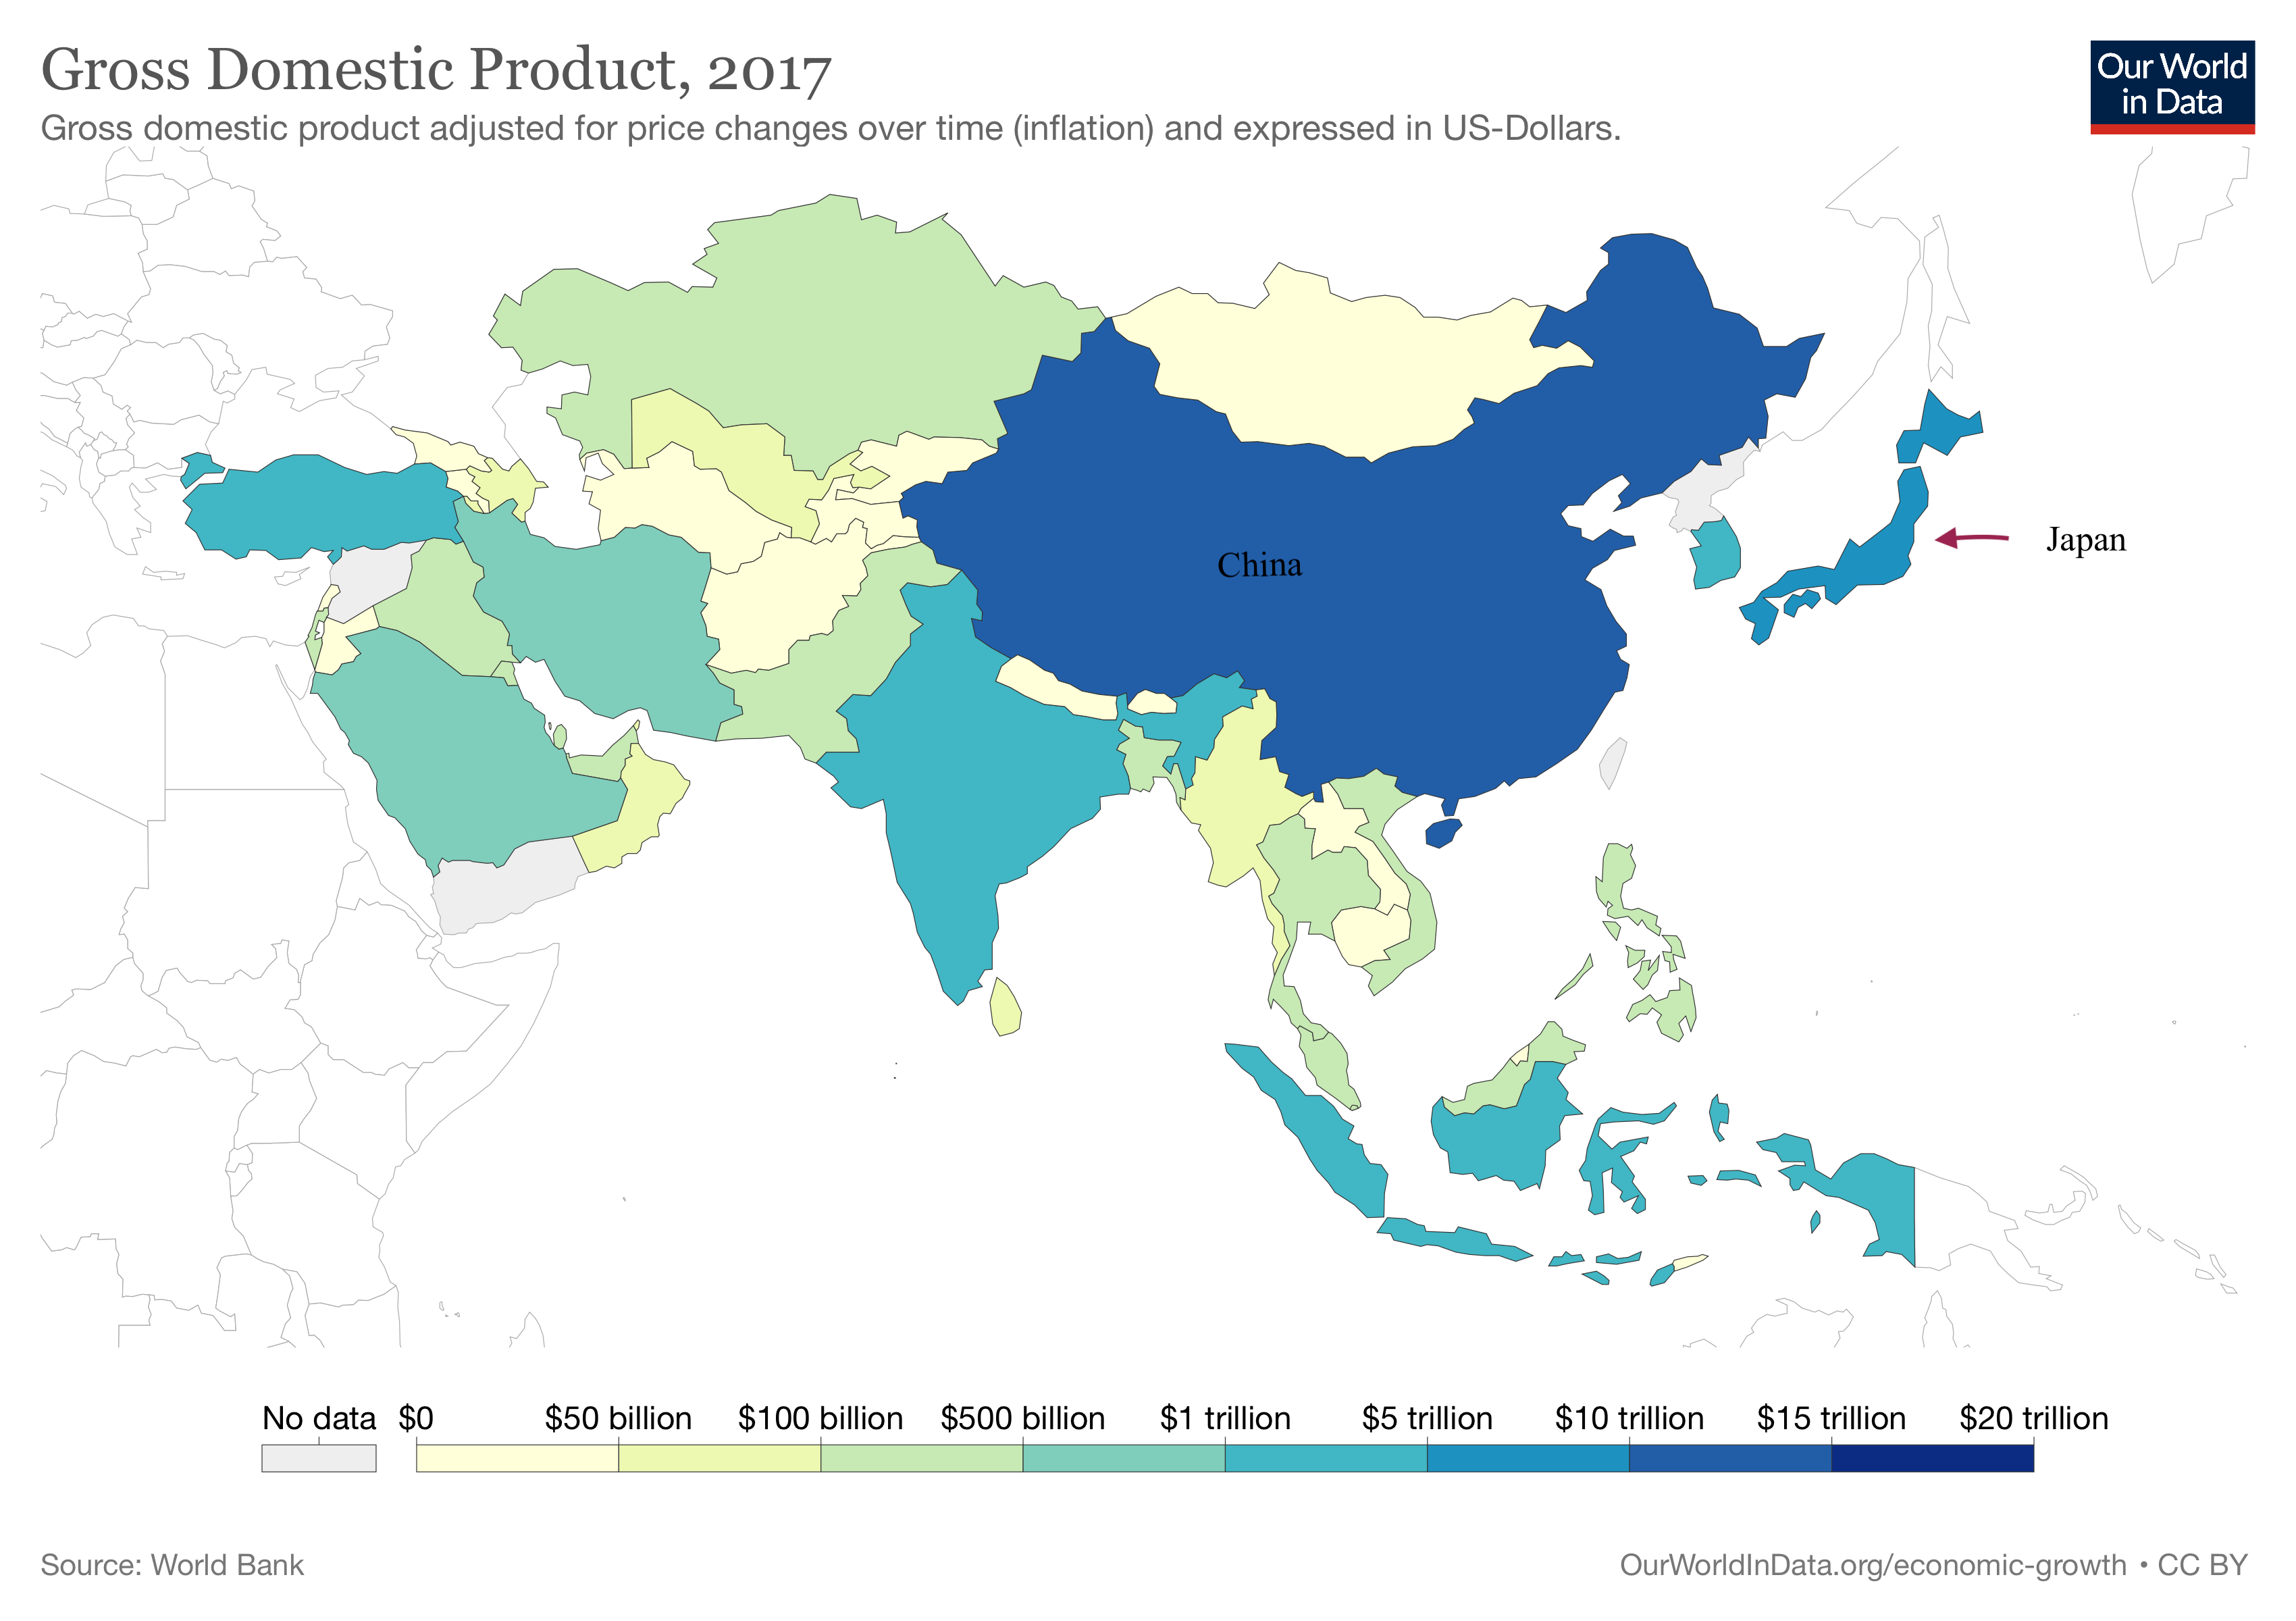 Gross Domestic Product, 2017
Our World
in Data
Gross domestic product adjusted for price changes over time (inflation) and expressed in US-Dollars.
Japan
China
No data $0 $50 billion $100 billion $500 billion $1 trillion $5 trillion $10 trillion $15 trillion $20 trillion
Source: World Bank
OurWorldInData.org/economic-growth • CC BY